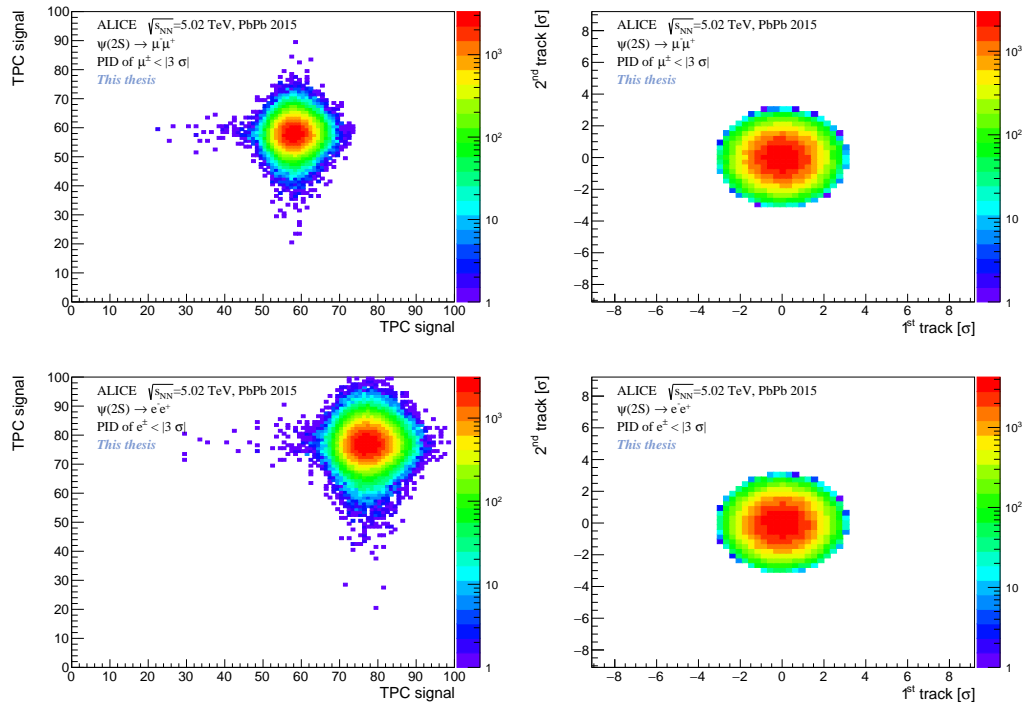 TPC signal
ALICE √s_NN=5.02 TeV, PbPb 2015
ψ(2S) → μ⁻μ⁺
PID of μ± < |3 σ|
This thesis
100
90
80
70
60
50
40
30
20
10
0
0 10 20 30 40 50 60 70 80 90 100
TPC signal
10³
10²
10
1
2nd track [σ]
ALICE √s_NN=5.02 TeV, PbPb 2015
ψ(2S) → μ⁻μ⁺
PID of μ± < |3 σ|
This thesis
8
6
4
2
0
−2
−4
−6
−8
−8 −6 −4 −2 0 2 4 6 8
1st track [σ]
10³
10²
10
1
TPC signal
ALICE √s_NN=5.02 TeV, PbPb 2015
ψ(2S) → e⁻e⁺
PID of e± < |3 σ|
This thesis
100
90
80
70
60
50
40
30
20
10
0
0 10 20 30 40 50 60 70 80 90 100
TPC signal
10³
10²
10
1
2nd track [σ]
ALICE √s_NN=5.02 TeV, PbPb 2015
ψ(2S) → e⁻e⁺
PID of e± < |3 σ|
This thesis
8
6
4
2
0
−2
−4
−6
−8
−8 −6 −4 −2 0 2 4 6 8
1st track [σ]
10³
10²
10
1